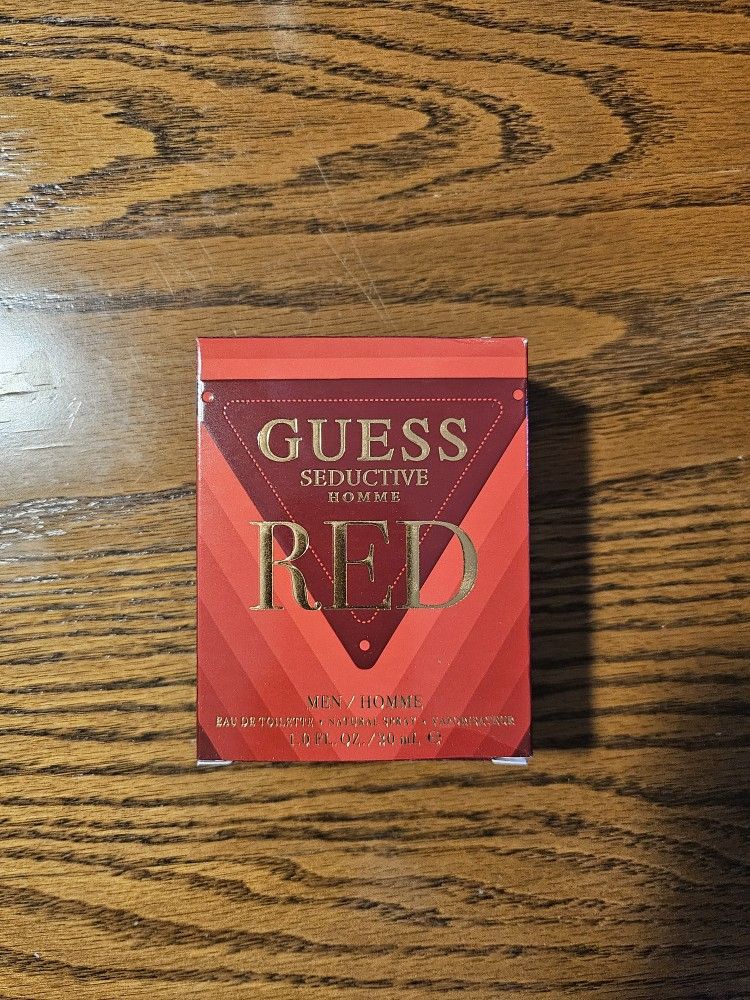 GUESS
SEDUCTIVE
HOMME
RED
MEN / HOMME
EAU DE TOILETTE • NATURAL SPRAY • VAPORISATEUR
1.0 FL. OZ. / 30 mL ℮